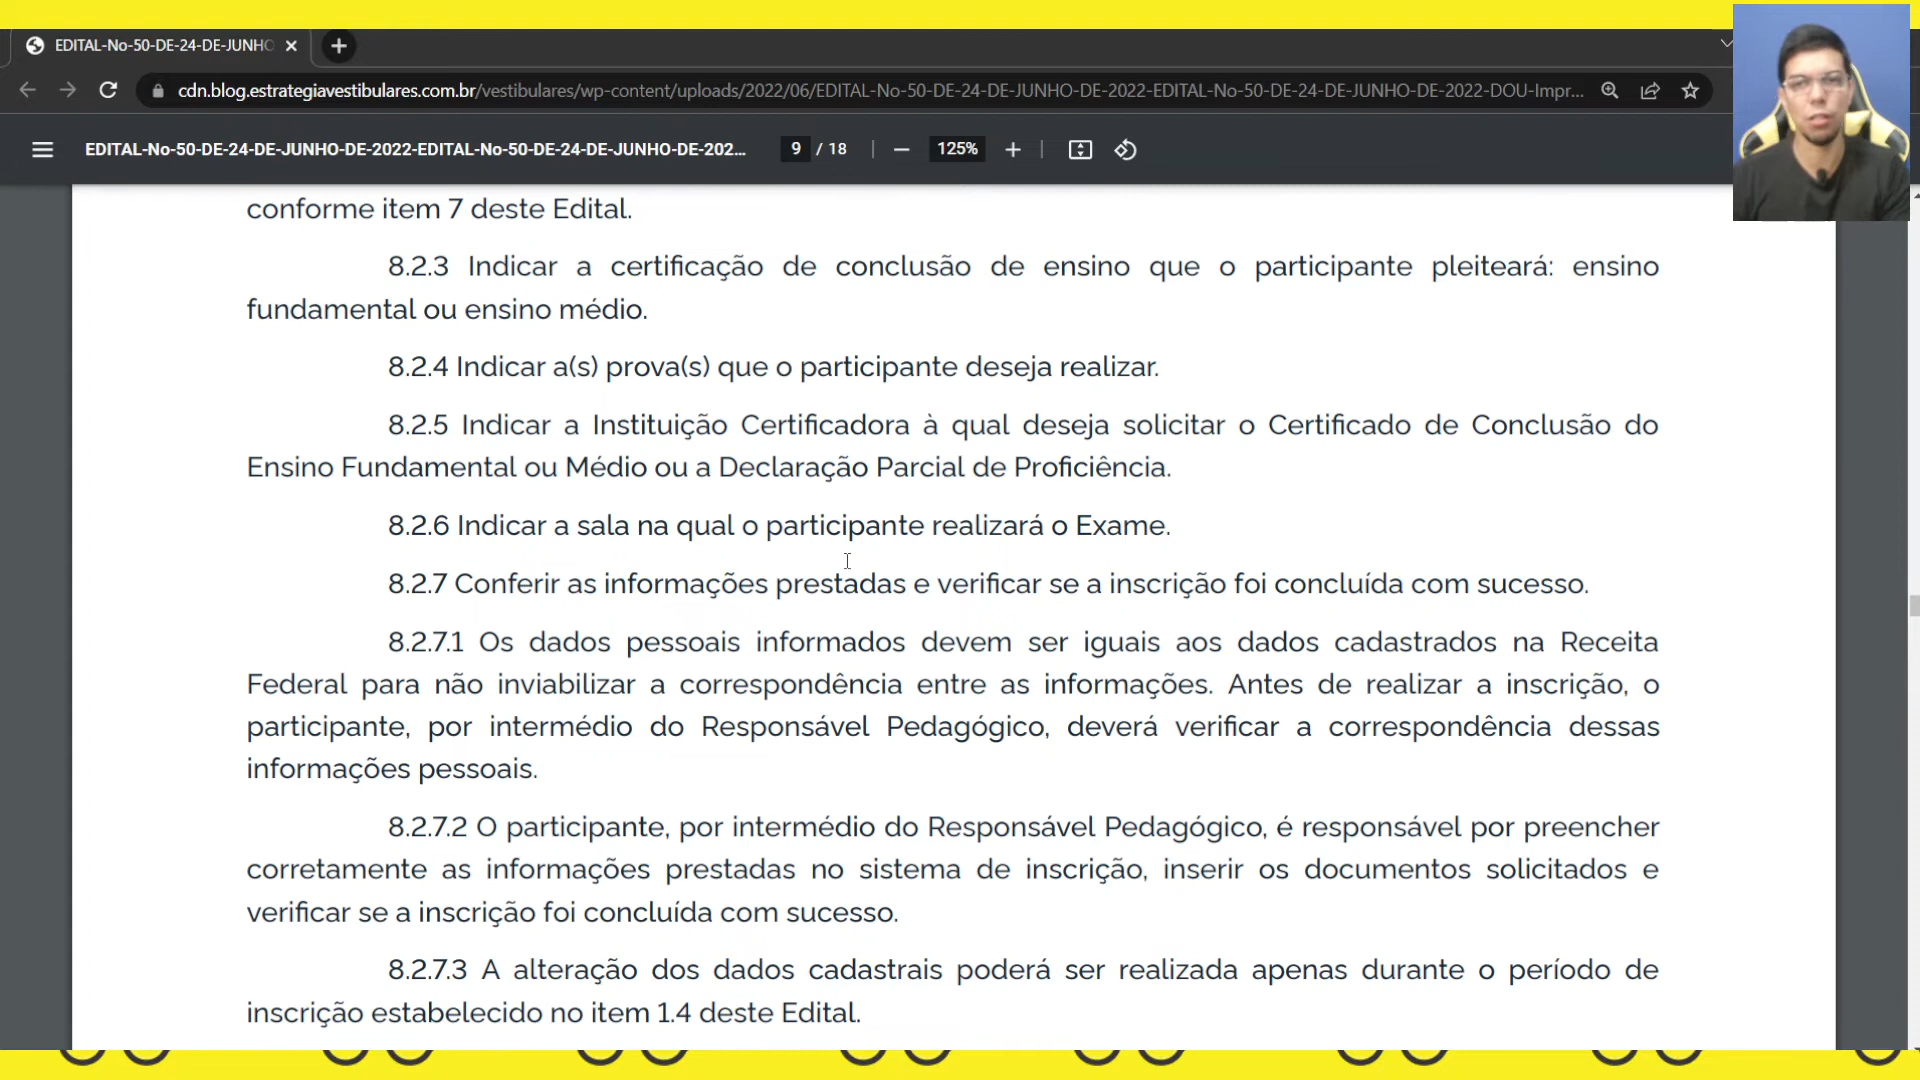 EDITAL-No-50-DE-24-DE-JUNHO
cdn.blog.estrategiavestibulares.com.br/vestibulares/wp-content/uploads/2022/06/EDITAL-No-50-DE-24-DE-JUNHO-DE-2022-EDITAL-No-50-DE-24-DE-JUNHO-DE-2022-DOU-Impr...
EDITAL-No-50-DE-24-DE-JUNHO-DE-2022-EDITAL-No-50-DE-24-DE-JUNHO-DE-202... 9 / 18 125%
conforme item 7 deste Edital.
8.2.3 Indicar a certificação de conclusão de ensino que o participante pleiteará: ensino
fundamental ou ensino médio.
8.2.4 Indicar a(s) prova(s) que o participante deseja realizar.
8.2.5 Indicar a Instituição Certificadora à qual deseja solicitar o Certificado de Conclusão do
Ensino Fundamental ou Médio ou a Declaração Parcial de Proficiência.
8.2.6 Indicar a sala na qual o participante realizará o Exame.
8.2.7 Conferir as informações prestadas e verificar se a inscrição foi concluída com sucesso.
8.2.7.1 Os dados pessoais informados devem ser iguais aos dados cadastrados na Receita
Federal para não inviabilizar a correspondência entre as informações. Antes de realizar a inscrição, o
participante, por intermédio do Responsável Pedagógico, deverá verificar a correspondência dessas
informações pessoais.
8.2.7.2 O participante, por intermédio do Responsável Pedagógico, é responsável por preencher
corretamente as informações prestadas no sistema de inscrição, inserir os documentos solicitados e
verificar se a inscrição foi concluída com sucesso.
8.2.7.3 A alteração dos dados cadastrais poderá ser realizada apenas durante o período de
inscrição estabelecido no item 1.4 deste Edital.